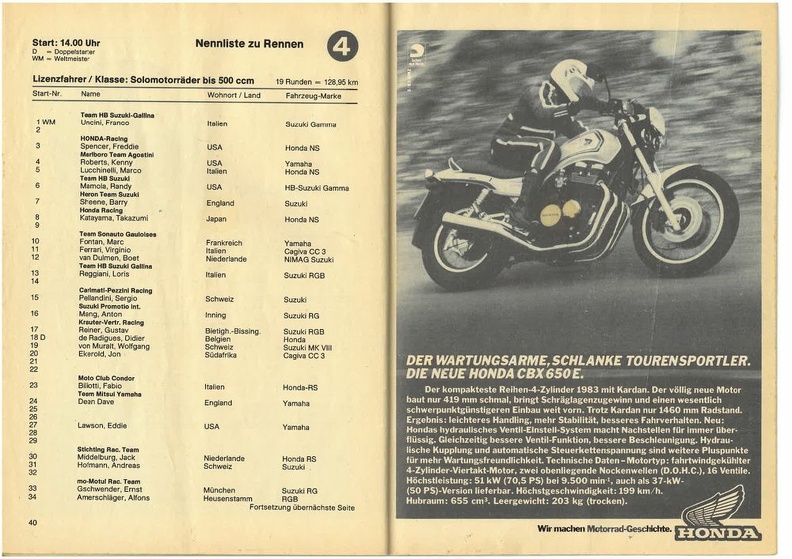 Start: 14.00 Uhr
D = Doppelstarter
WM = Weltmeister
Nennliste zu Rennen 4
Lizenzfahrer / Klasse: Solomotorräder bis 500 ccm 19 Runden = 128,95 km
Start-Nr. Name Wohnort / Land Fahrzeug-Marke
Team HB Suzuki-Gallina
1 WM Uncini, Franco Italien Suzuki Gamma
2
HONDA-Racing
3 Spencer, Freddie USA Honda NS
Marlboro Team Agostini
4 Roberts, Kenny USA Yamaha
5 Lucchinelli, Marco Italien Honda NS
Team HB Suzuki
6 Mamola, Randy USA HB-Suzuki Gamma
Heron Team Suzuki
7 Sheene, Barry England Suzuki
Honda Racing
8 Katayama, Takazumi Japan Honda NS
9
Team Sonauto Gauloises
10 Fontan, Marc Frankreich Yamaha
11 Ferrari, Virginio Italien Cagiva CC 3
12 van Dulmen, Boet Niederlande NIMAG Suzuki
Team HB Suzuki Gallina
13 Reggiani, Loris Italien Suzuki RGB
14
Carimati-Pezzini Racing
15 Pellandini, Sergio Schweiz Suzuki
Suzuki Promotio Int.
16 Mang, Anton Inning Suzuki RG
Krauter-Vertr. Racing
17 Reiner, Gustav Bietigh.-Bissing. Suzuki RGB
18 D de Radigues, Didier Belgien Honda
19 von Muralt, Wolfgang Schweiz Suzuki MK VIII
20 Ekerold, Jon Südafrika Cagiva CC 3
21
22
Moto Club Condor
23 Biliotti, Fabio Italien Honda-RS
Team Mitsui Yamaha
24 Dean Dave England Yamaha
25
26
27 Lawson, Eddie USA Yamaha
28
29
Stichting Rac. Team
30 Middelburg, Jack Niederlande Honda RS
31 Hofmann, Andreas Schweiz Suzuki
32
mo-Motul Rac. Team
33 Gschwender, Ernst München Suzuki RG
34 Amerschläger, Alfons Heusenstamm RGB
Fortsetzung übernächste Seite
40
DER WARTUNGSARME, SCHLANKE TOURENSPORTLER.
DIE NEUE HONDA CBX 650 E.
Der kompakteste Reihen-4-Zylinder 1983 mit Kardan. Der völlig neue Motor
baut nur 419 mm schmal, bringt Schräglagenzugewinn und einen wesentlich
schwerpunktgünstigeren Einbau weit vorn. Trotz Kardan nur 1460 mm Radstand.
Ergebnis: leichteres Handling, mehr Stabilität, besseres Fahrverhalten. Neu:
Hondas hydraulisches Ventil-Einstell-System macht Nachstellen für immer über-
flüssig. Gleichzeitig bessere Ventil-Funktion, bessere Beschleunigung. Hydrau-
lische Kupplung und automatische Steuerkettenspannung sind weitere Pluspunkte
für mehr Wartungsfreundlichkeit. Technische Daten – Motortyp: fahrtwindgekühlter
4-Zylinder-Viertakt-Motor, zwei obenliegende Nockenwellen (D.O.H.C.), 16 Ventile.
Höchstleistung: 51 kW (70,5 PS) bei 9.500 min⁻¹, auch als 37-kW-
(50 PS)-Version lieferbar. Höchstgeschwindigkeit: 199 km/h.
Hubraum: 655 cm³. Leergewicht: 203 kg (trocken).
Wir machen Motorrad-Geschichte. HONDA